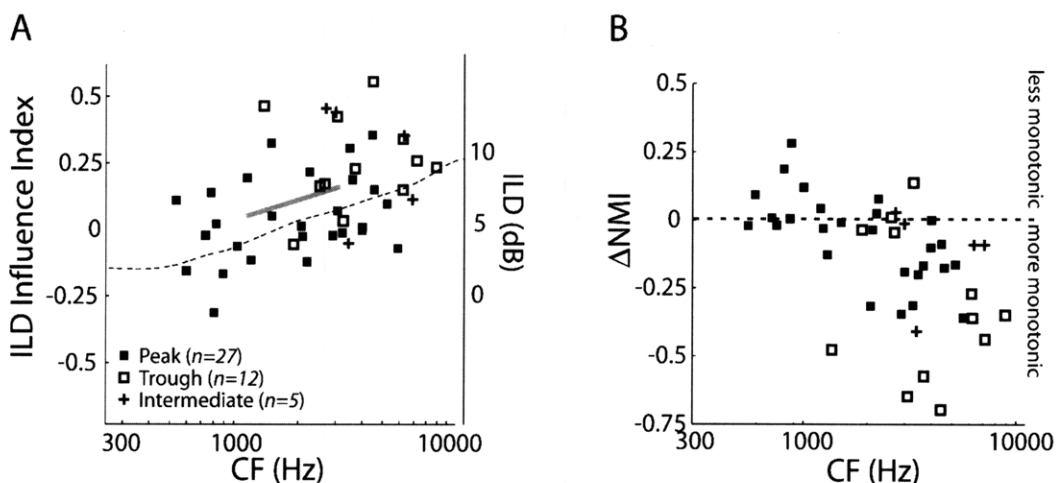 A
ILD Influence Index
0.5
0.25
0
-0.25
-0.5
10
5
0
ILD (dB)
Peak (n=27)
Trough (n=12)
Intermediate (n=5)
300
1000
10000
CF (Hz)
B
ΔNMI
0.5
0.25
0
-0.25
-0.5
-0.75
less monotonic
more monotonic
300
1000
10000
CF (Hz)